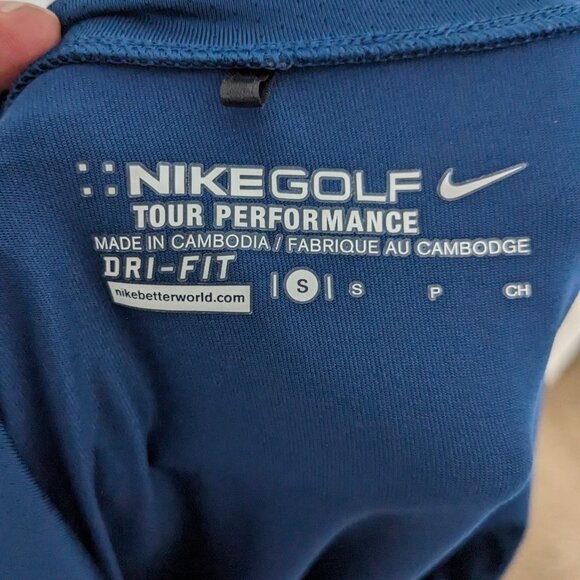 NIKEGOLF
TOUR PERFORMANCE
MADE IN CAMBODIA / FABRIQUE AU CAMBODGE
DRI-FIT
nikebetterworld.com | S | S P CH